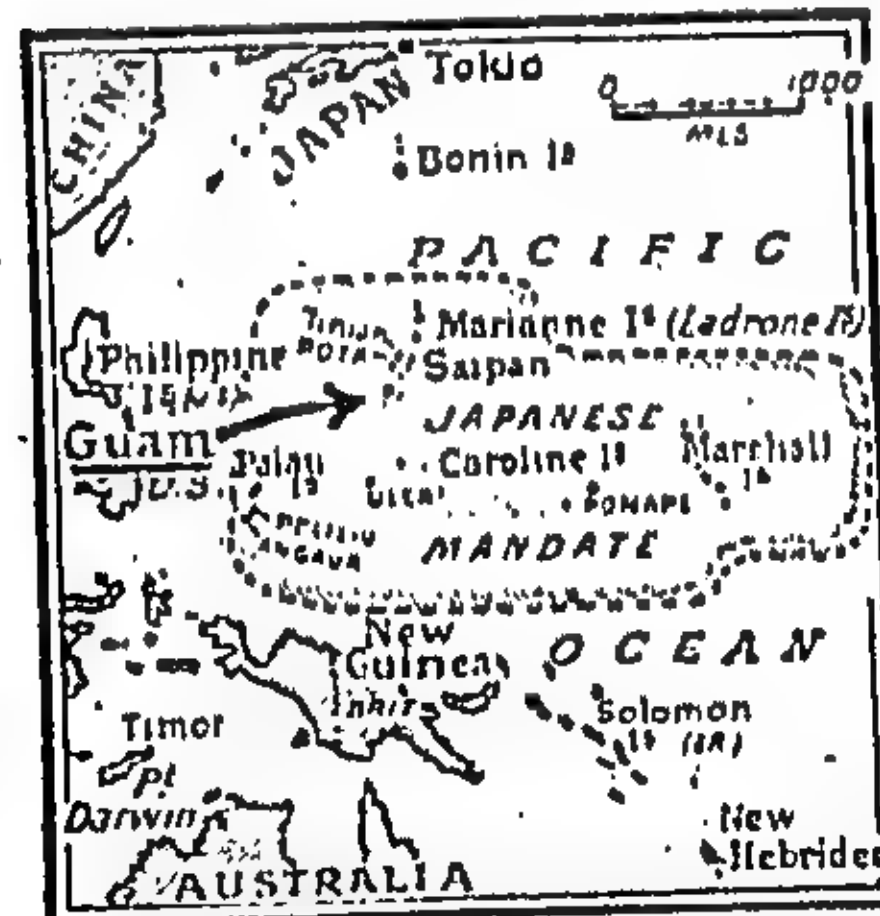 Tokio
0 1000
MLS
CHINA
JAPAN
Bonin Is
PACIFIC
Marianne Is (Ladrone Is)
Tinian
ROTA
Saipan
Philippine
Guam
U.S
JAPANESE
Palau
Is
Caroline Is
Marshall
Is
PONAPE
PELELIU
ANGAUR
MANDATE
New
Guinea
OCEAN
Solomon
Is (BR)
Timor
Pt
Darwin
New
Hebrides
AUSTRALIA